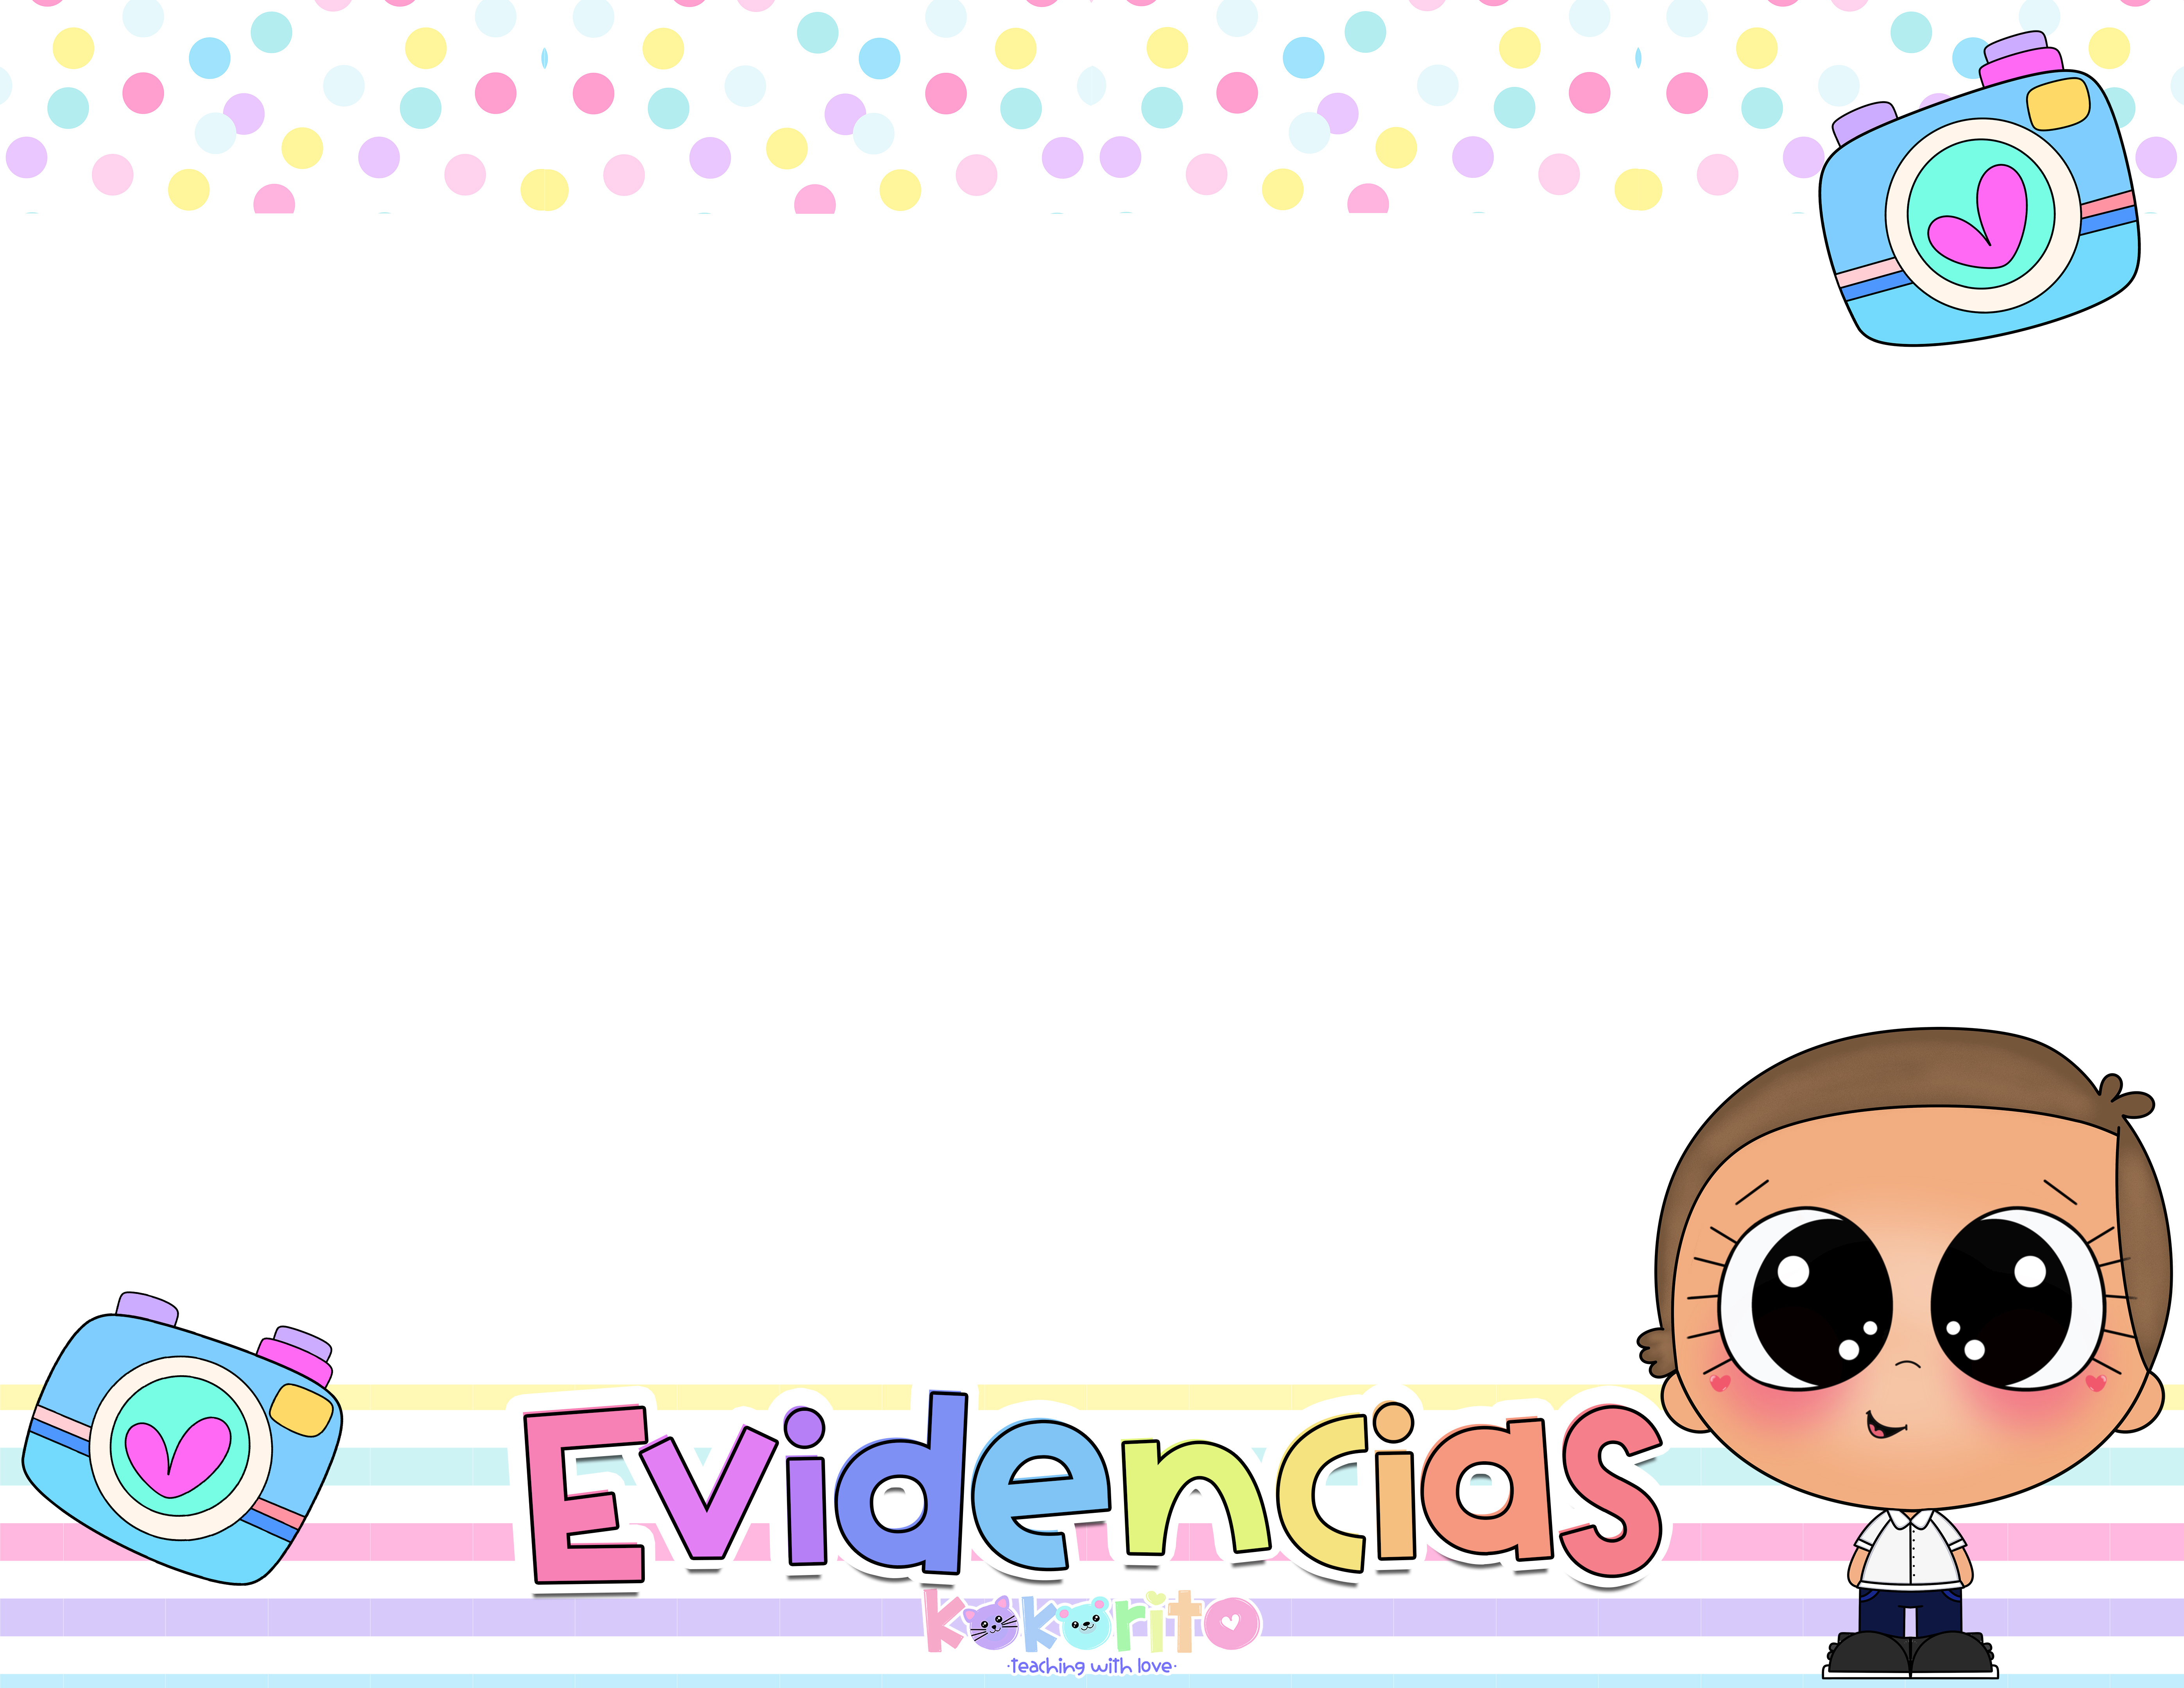 Evidencias
kokorito
·teaching with love·